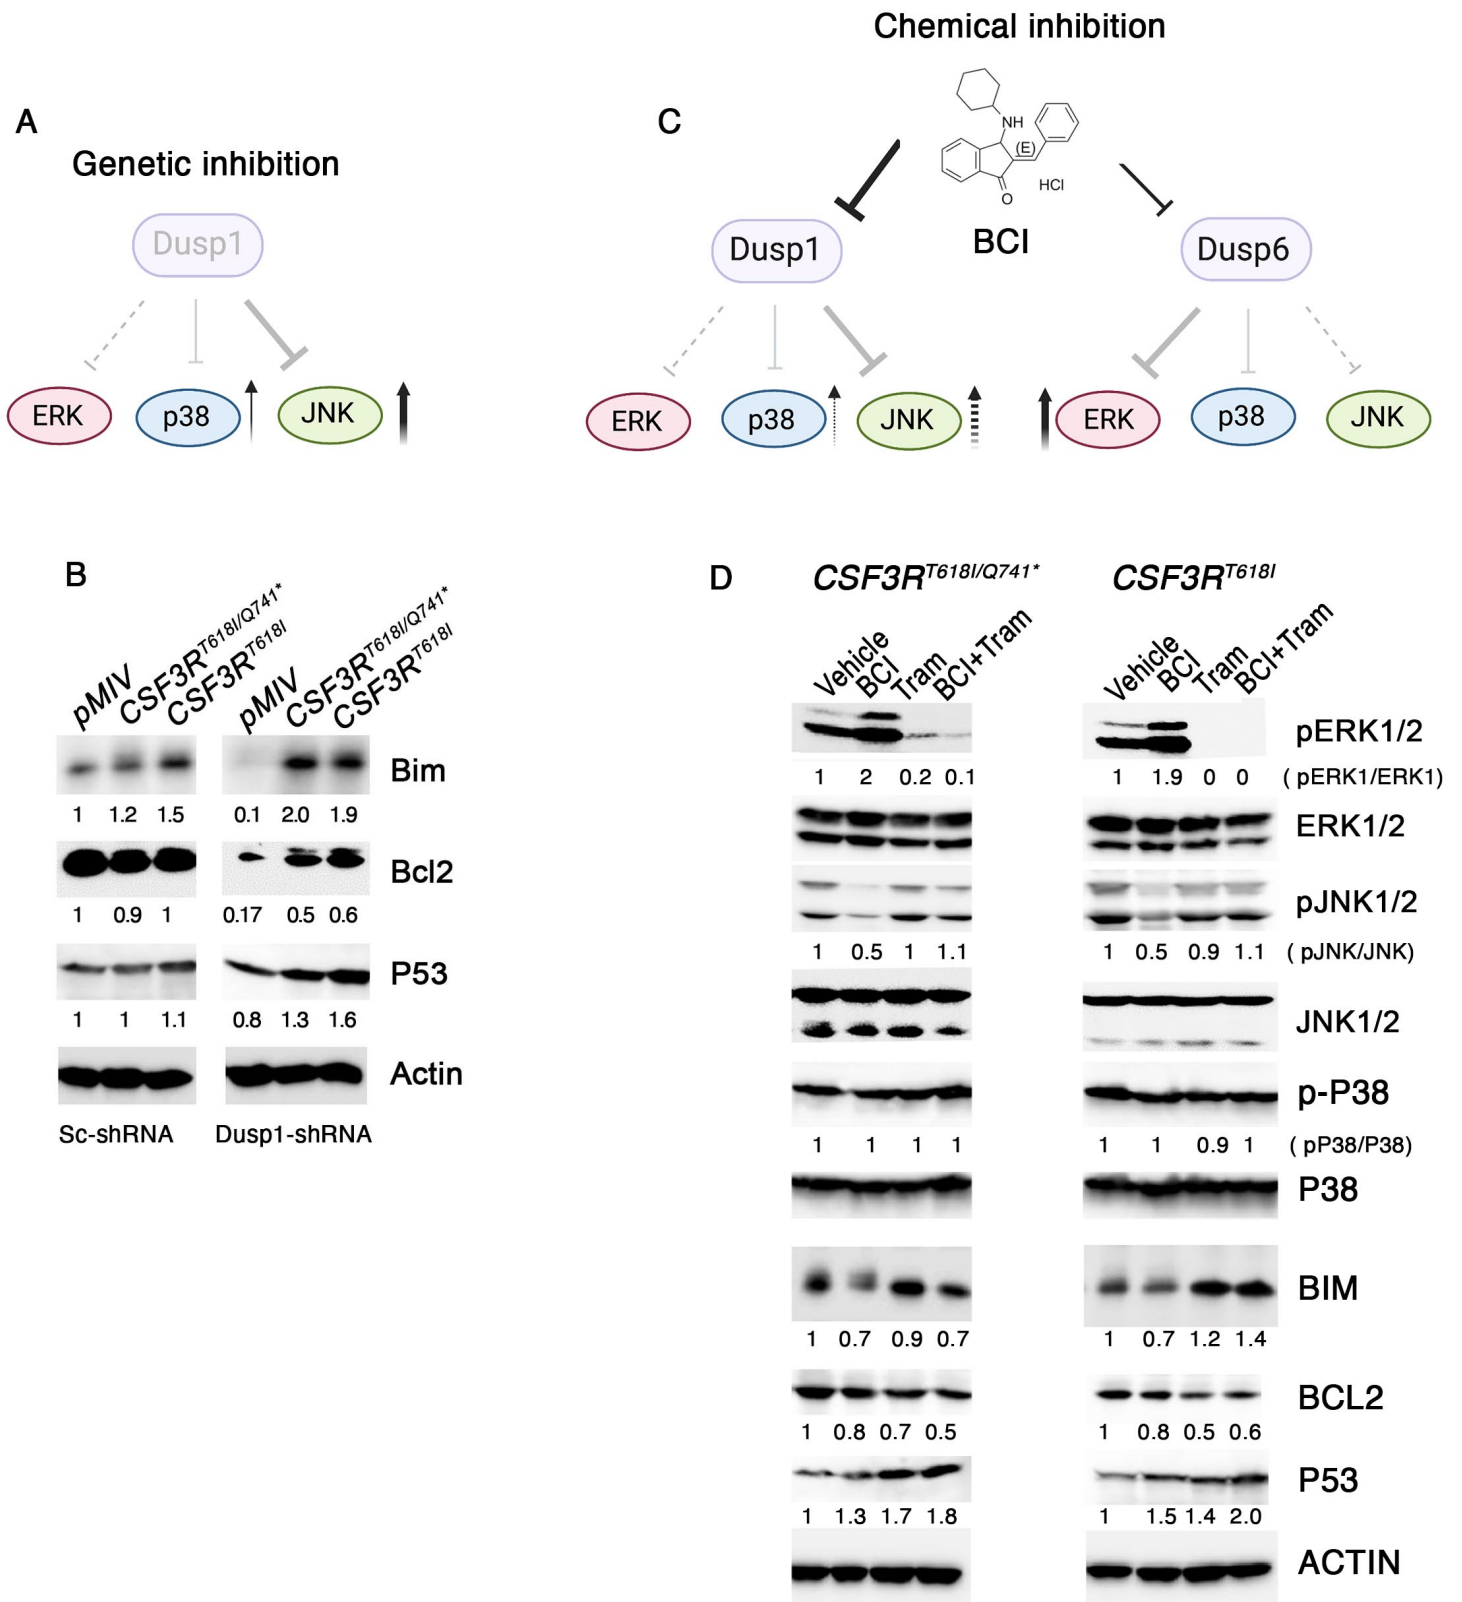 Chemical inhibition
A
C
Genetic inhibition
NH
(E)
HCl
O
Dusp1
Dusp1
BCI
Dusp6
ERK
p38
JNK
ERK
p38
JNK
ERK
p38
JNK
B
pMIV
CSF3R^T618I/Q741*
CSF3R^T618I
pMIV
CSF3R^T618I/Q741*
CSF3R^T618I
Bim
1 1.2 1.5 0.1 2.0 1.9
Bcl2
1 0.9 1 0.17 0.5 0.6
P53
1 1 1.1 0.8 1.3 1.6
Actin
Sc-shRNA Dusp1-shRNA
D
CSF3R^T618I/Q741* CSF3R^T618I
Vehicle
BCI
Tram
BCI+Tram
Vehicle
BCI
Tram
BCI+Tram
pERK1/2
1 2 0.2 0.1 1 1.9 0 0 ( pERK1/ERK1)
ERK1/2
pJNK1/2
1 0.5 1 1.1 1 0.5 0.9 1.1 ( pJNK/JNK)
JNK1/2
p-P38
1 1 1 1 1 1 0.9 1 ( pP38/P38)
P38
BIM
1 0.7 0.9 0.7 1 0.7 1.2 1.4
BCL2
1 0.8 0.7 0.5 1 0.8 0.5 0.6
P53
1 1.3 1.7 1.8 1 1.5 1.4 2.0
ACTIN